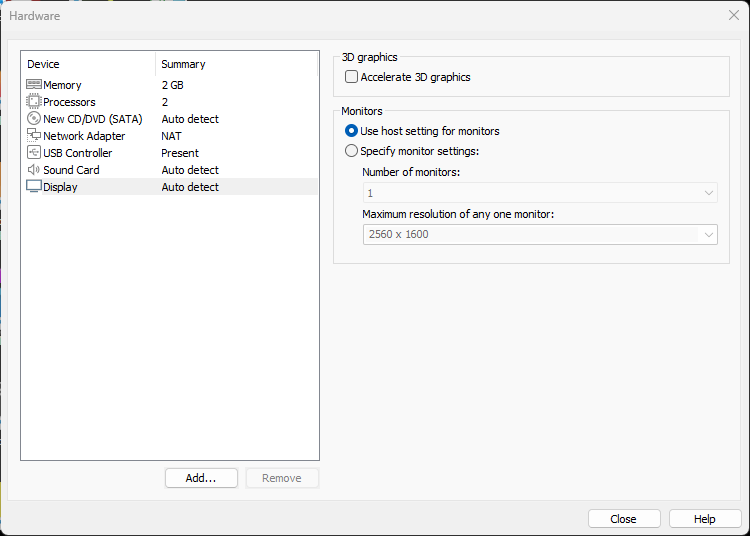 Hardware
Device Summary
Memory 2 GB
Processors 2
New CD/DVD (SATA) Auto detect
Network Adapter NAT
USB Controller Present
Sound Card Auto detect
Display Auto detect
Add...
Remove
3D graphics
Accelerate 3D graphics
Monitors
Use host setting for monitors
Specify monitor settings:
Number of monitors:
1
Maximum resolution of any one monitor:
2560 x 1600
Close
Help